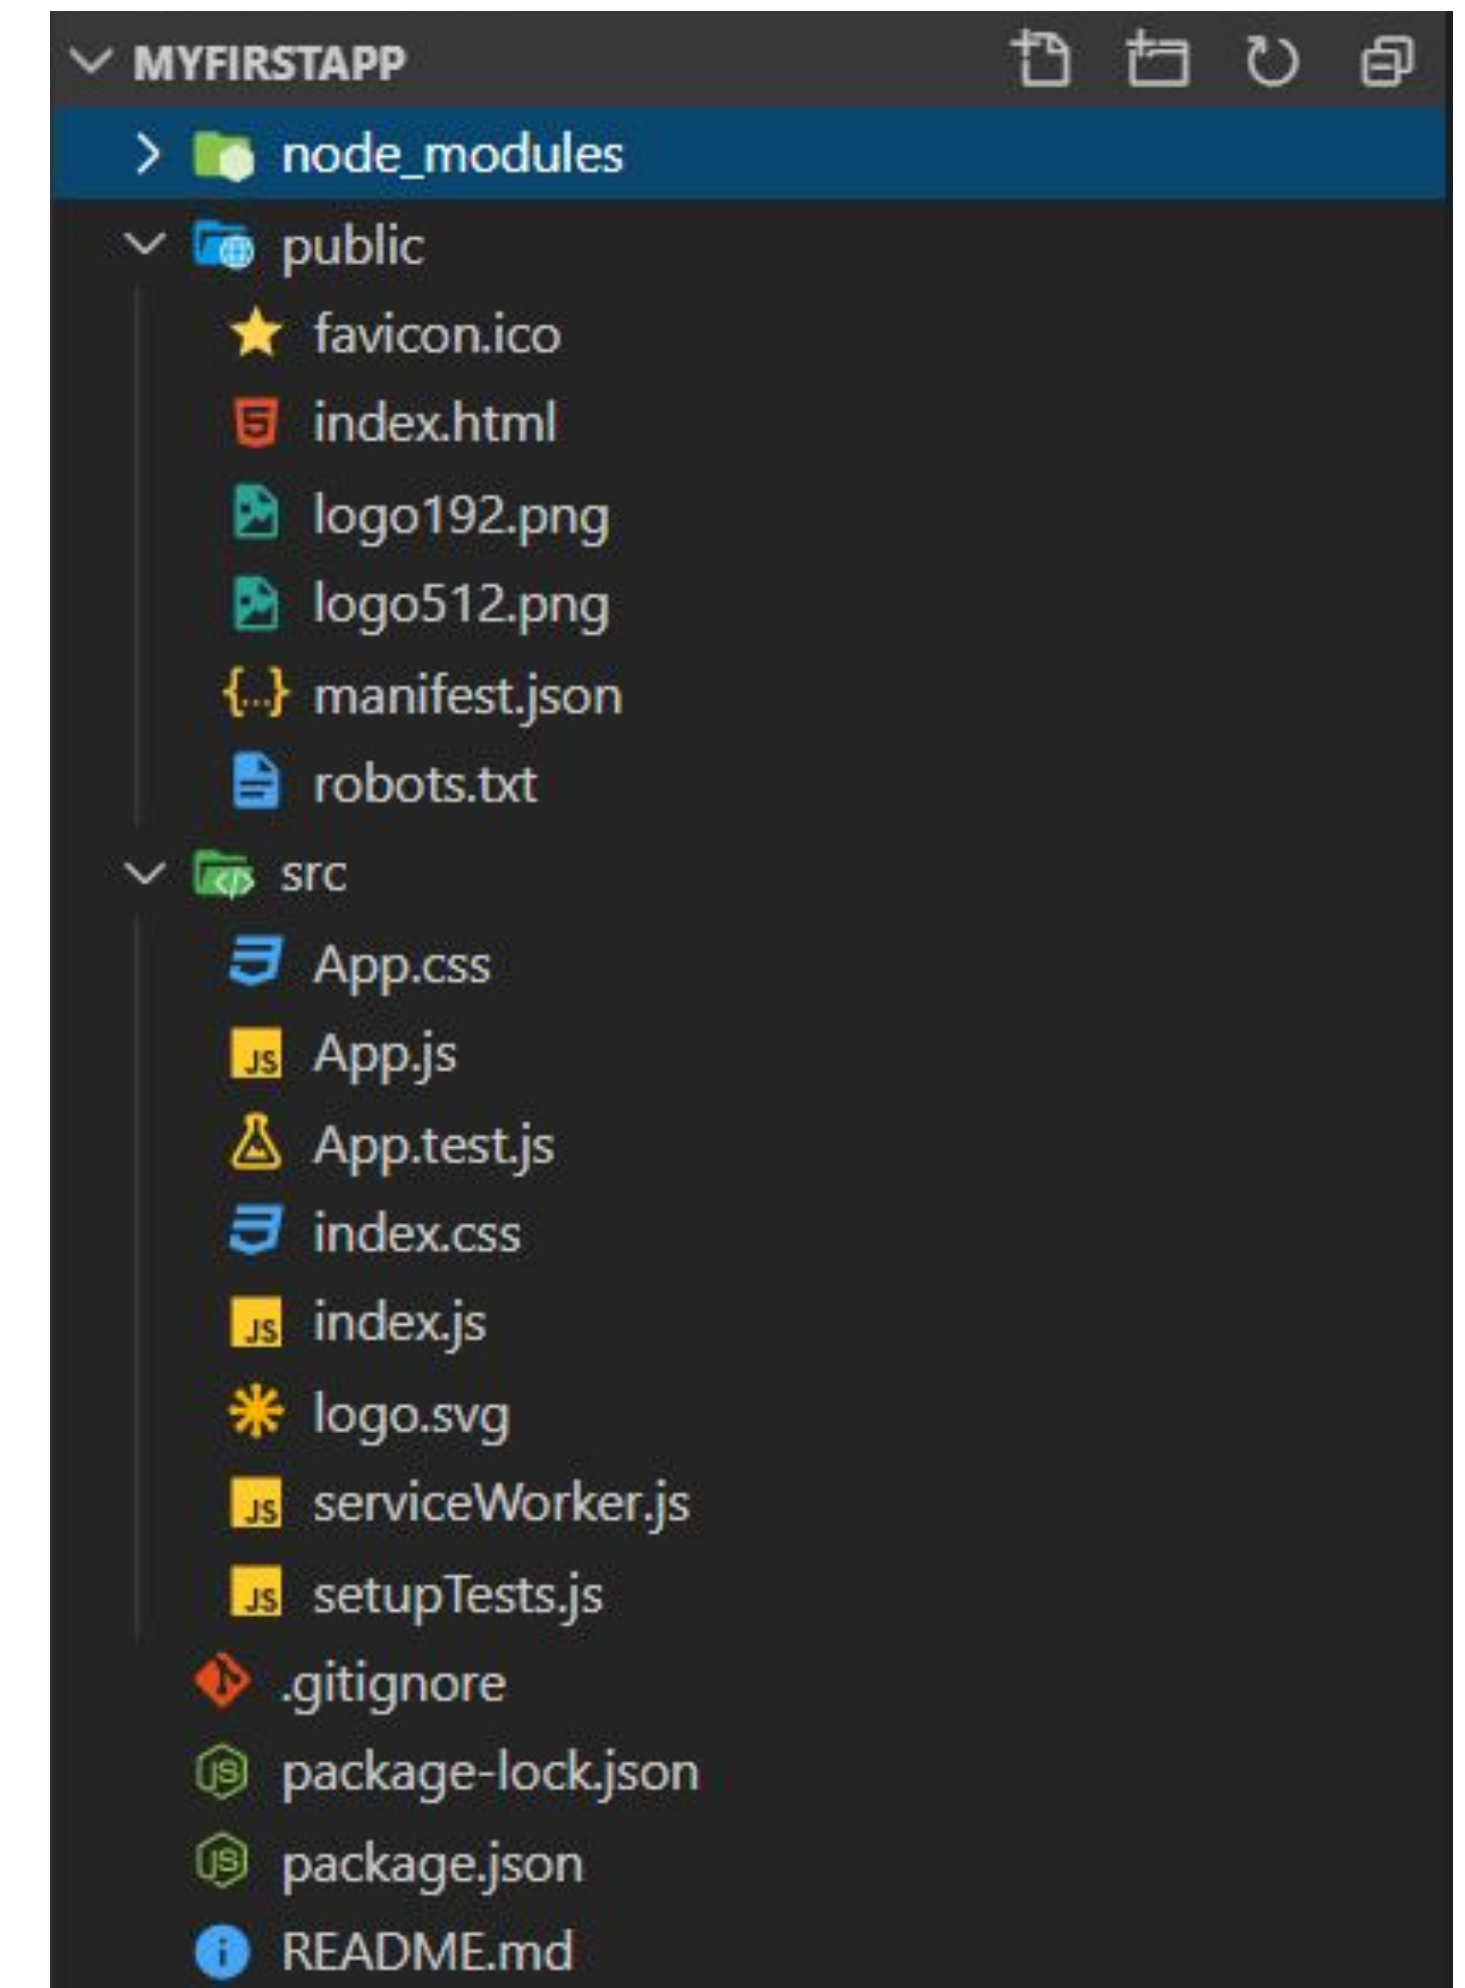 MYFIRSTAPP
node_modules
public
favicon.ico
index.html
logo192.png
logo512.png
manifest.json
robots.txt
src
App.css
App.js
App.test.js
index.css
index.js
logo.svg
serviceWorker.js
setupTests.js
.gitignore
package-lock.json
package.json
README.md